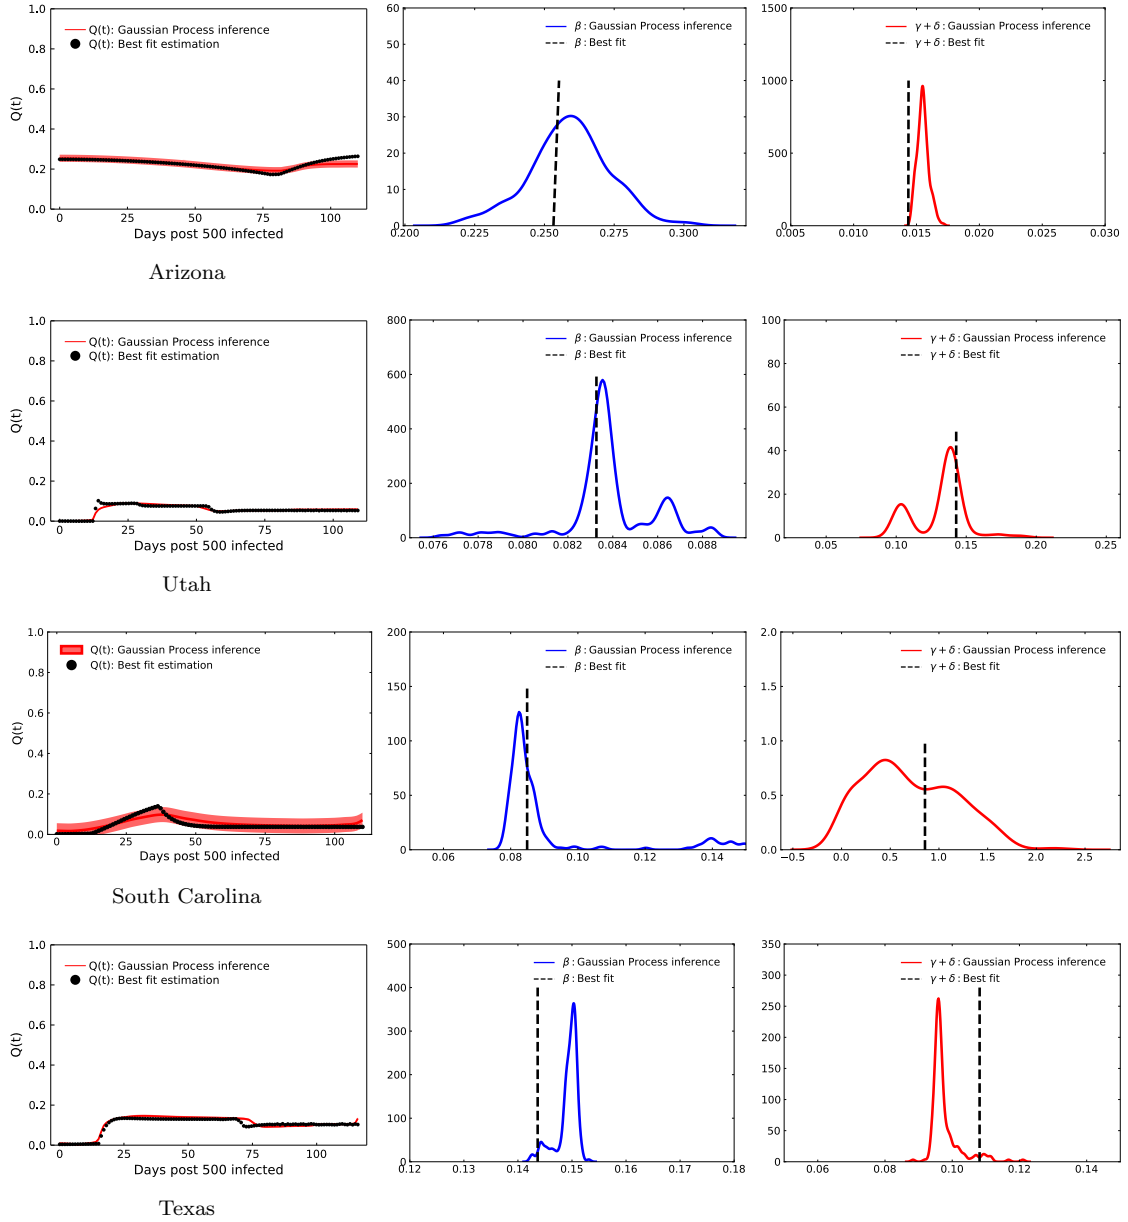 1.0
0.8
0.6
0.4
0.2
0.0
Q(t)
Q(t): Gaussian Process inference
Q(t): Best fit estimation
0 25 50 75 100
Days post 500 infected
60
50
40
30
20
10
0
β : Gaussian Process inference
β : Best fit
0.200 0.225 0.250 0.275 0.300
1500
1000
500
0
γ + δ : Gaussian Process inference
γ + δ : Best fit
0.005 0.010 0.015 0.020 0.025 0.030
Arizona
1.0
0.8
0.6
0.4
0.2
0.0
Q(t)
Q(t): Gaussian Process inference
Q(t): Best fit estimation
0 25 50 75 100
Days post 500 infected
800
600
400
200
0
β : Gaussian Process inference
β : Best fit
0.076 0.078 0.080 0.082 0.084 0.086 0.088
100
80
60
40
20
0
γ + δ : Gaussian Process inference
γ + δ : Best fit
0.05 0.10 0.15 0.20 0.25
Utah
1.0
0.8
0.6
0.4
0.2
0.0
Q(t)
Q(t): Gaussian Process inference
Q(t): Best fit estimation
0 25 50 75 100
Days post 500 infected
200
150
100
50
0
β : Gaussian Process inference
β : Best fit
0.06 0.08 0.10 0.12 0.14
2.0
1.5
1.0
0.5
0.0
γ + δ : Gaussian Process inference
γ + δ : Best fit
−0.5 0.0 0.5 1.0 1.5 2.0 2.5
South Carolina
1.0
0.8
0.6
0.4
0.2
0.0
Q(t)
Q(t): Gaussian Process inference
Q(t): Best fit estimation
0 25 50 75 100
Days post 500 infected
500
400
300
200
100
0
β : Gaussian Process inference
β : Best fit
0.12 0.13 0.14 0.15 0.16 0.17 0.18
350
300
250
200
150
100
50
0
γ + δ : Gaussian Process inference
γ + δ : Best fit
0.06 0.08 0.10 0.12 0.14
Texas